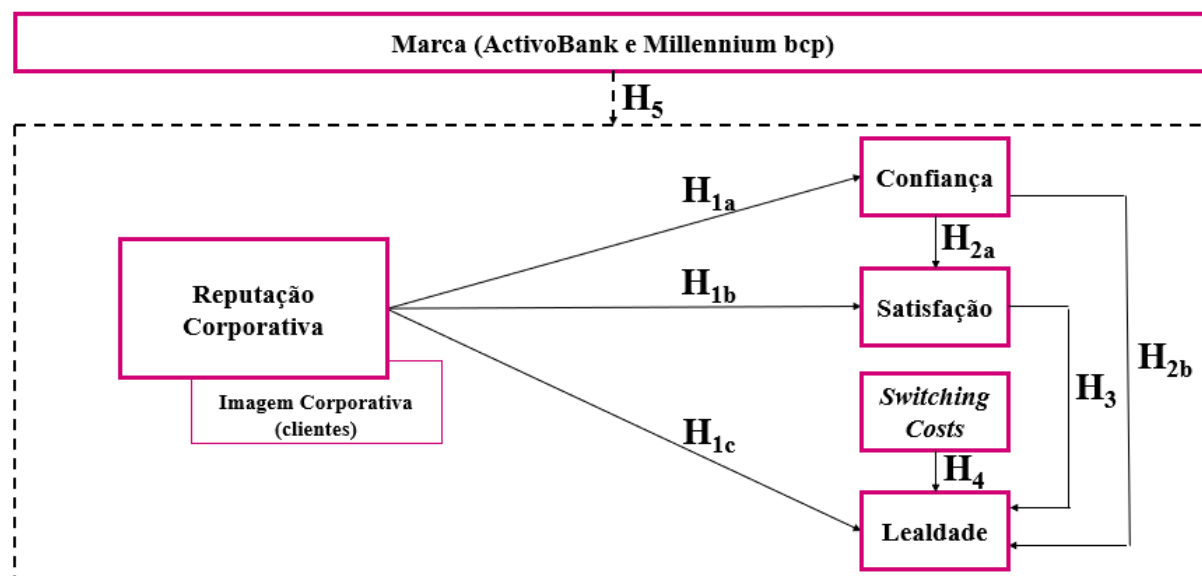 Marca (ActivoBank e Millennium bcp)
H5
Confiança
H1a
H2a
Reputação
Corporativa
H1b
Satisfação
H2b
H3
Imagem Corporativa
(clientes)
Switching
Costs
H1c
H4
Lealdade